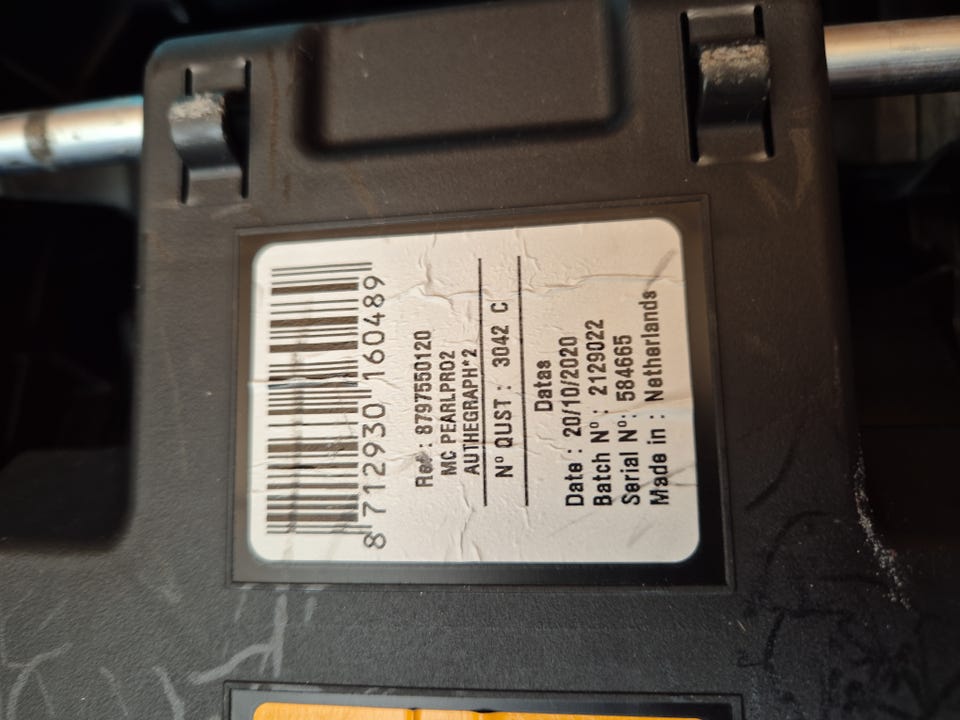 8 712930 160489
Ref : 8797550120
MC PEARLPRO2
AUTHEGRAPH*2
N° QUST : 3042 C
Datas
Date : 20/10/2020
Batch N° : 2129022
Serial N° : 584665
Made in : Netherlands